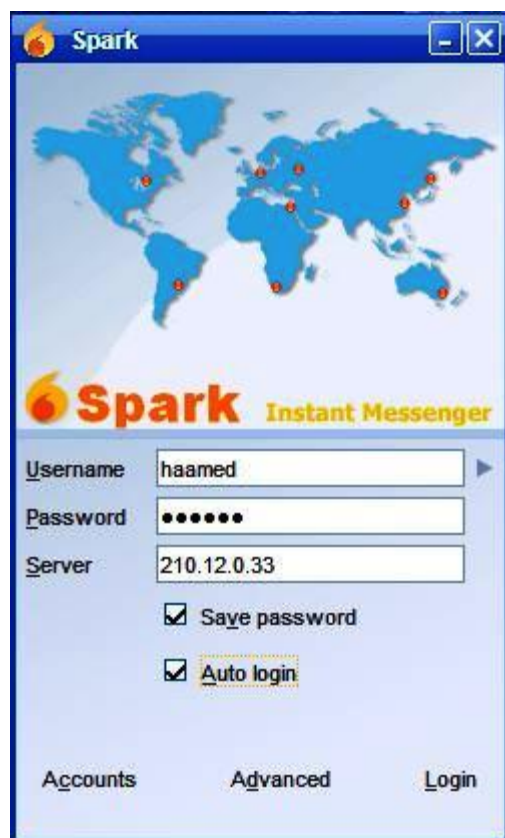 Spark
Spark Instant Messenger
Username haamed
Password ●●●●●●
Server 210.12.0.33
Save password
Auto login
Accounts Advanced Login